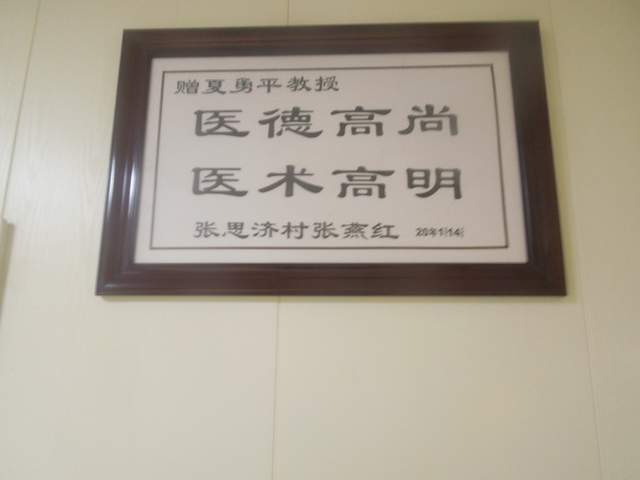 赠夏勇平教授
医德高尚
医术高明
张思济村张燕红